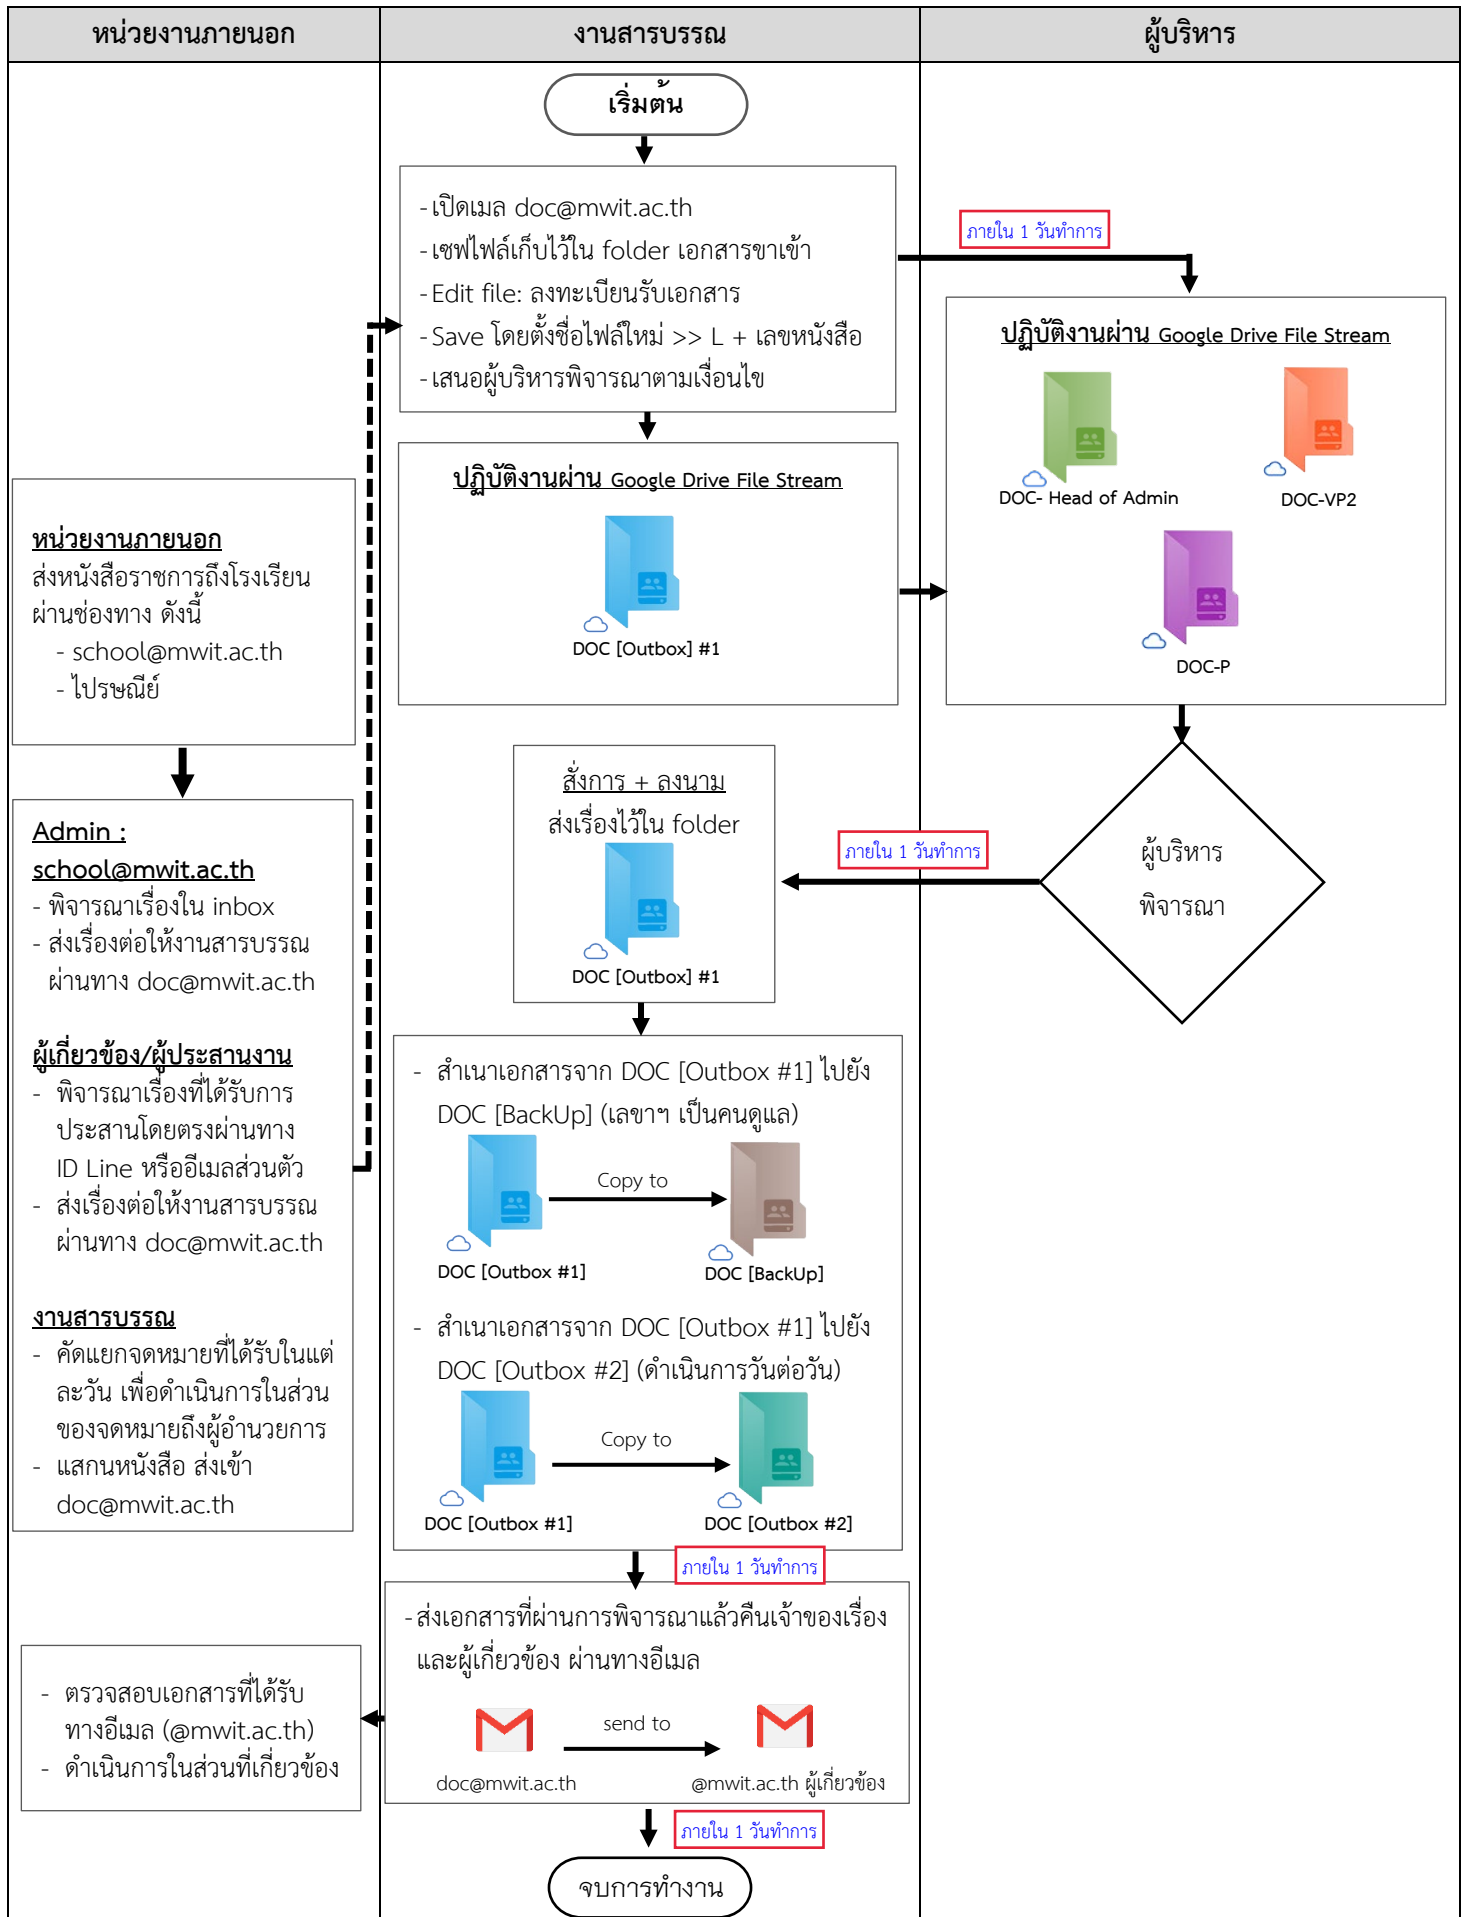 หน่วยงานภายนอก
งานสารบรรณ
ผู้บริหาร
เริ่มต้น
- เปิดเมล doc@mwit.ac.th
- เซฟไฟล์เก็บไว้ใน folder เอกสารขาเข้า
- Edit file: ลงทะเบียนรับเอกสาร
- Save โดยตั้งชื่อไฟล์ใหม่ >> L + เลขหนังสือ
- เสนอผู้บริหารพิจารณาตามเงื่อนไข
ภายใน 1 วันทำการ
ปฏิบัติงานผ่าน Google Drive File Stream
DOC- Head of Admin
DOC-VP2
DOC-P
ปฏิบัติงานผ่าน Google Drive File Stream
DOC [Outbox] #1
หน่วยงานภายนอก
ส่งหนังสือราชการถึงโรงเรียน
ผ่านช่องทาง ดังนี้
- school@mwit.ac.th
- ไปรษณีย์
Admin :
school@mwit.ac.th
- พิจารณาเรื่องใน inbox
- ส่งเรื่องต่อให้งานสารบรรณ
ผ่านทาง doc@mwit.ac.th
ผู้เกี่ยวข้อง/ผู้ประสานงาน
- พิจารณาเรื่องที่ได้รับการ
ประสานโดยตรงผ่านทาง
ID Line หรืออีเมลส่วนตัว
- ส่งเรื่องต่อให้งานสารบรรณ
ผ่านทาง doc@mwit.ac.th
งานสารบรรณ
- คัดแยกจดหมายที่ได้รับในแต่
ละวัน เพื่อดำเนินการในส่วน
ของจดหมายถึงผู้อำนวยการ
- แสกนหนังสือ ส่งเข้า
doc@mwit.ac.th
ผู้บริหาร
พิจารณา
ภายใน 1 วันทำการ
สั่งการ + ลงนาม
ส่งเรื่องไว้ใน folder
DOC [Outbox] #1
- สำเนาเอกสารจาก DOC [Outbox #1] ไปยัง
DOC [BackUp] (เลขาฯ เป็นคนดูแล)
Copy to
DOC [Outbox #1]
DOC [BackUp]
- สำเนาเอกสารจาก DOC [Outbox #1] ไปยัง
DOC [Outbox #2] (ดำเนินการวันต่อวัน)
Copy to
DOC [Outbox #1]
DOC [Outbox #2]
ภายใน 1 วันทำการ
- ส่งเอกสารที่ผ่านการพิจารณาแล้วคืนเจ้าของเรื่อง
และผู้เกี่ยวข้อง ผ่านทางอีเมล
send to
doc@mwit.ac.th
@mwit.ac.th ผู้เกี่ยวข้อง
- ตรวจสอบเอกสารที่ได้รับ
ทางอีเมล (@mwit.ac.th)
- ดำเนินการในส่วนที่เกี่ยวข้อง
ภายใน 1 วันทำการ
จบการทำงาน